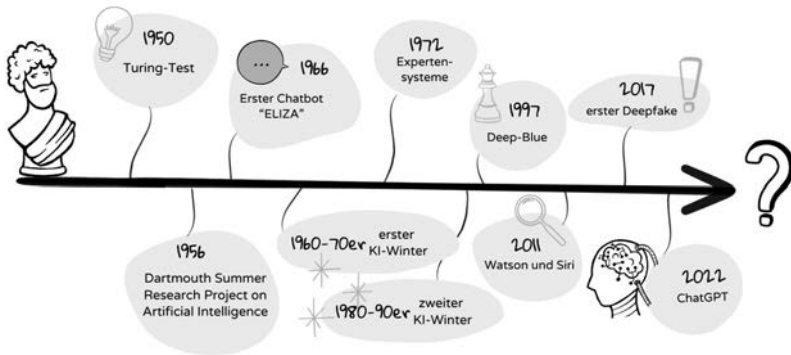 1950
Turing-Test
1966
Erster Chatbot
"ELIZA"
1972
Experten-
systeme
1997
Deep-Blue
2017
erster Deepfake
!
?
1956
Dartmouth Summer
Research Project on
Artificial Intelligence
1960-70er erster
KI-Winter
1980-90er zweiter
KI-Winter
2011
Watson und Siri
2022
ChatGPT